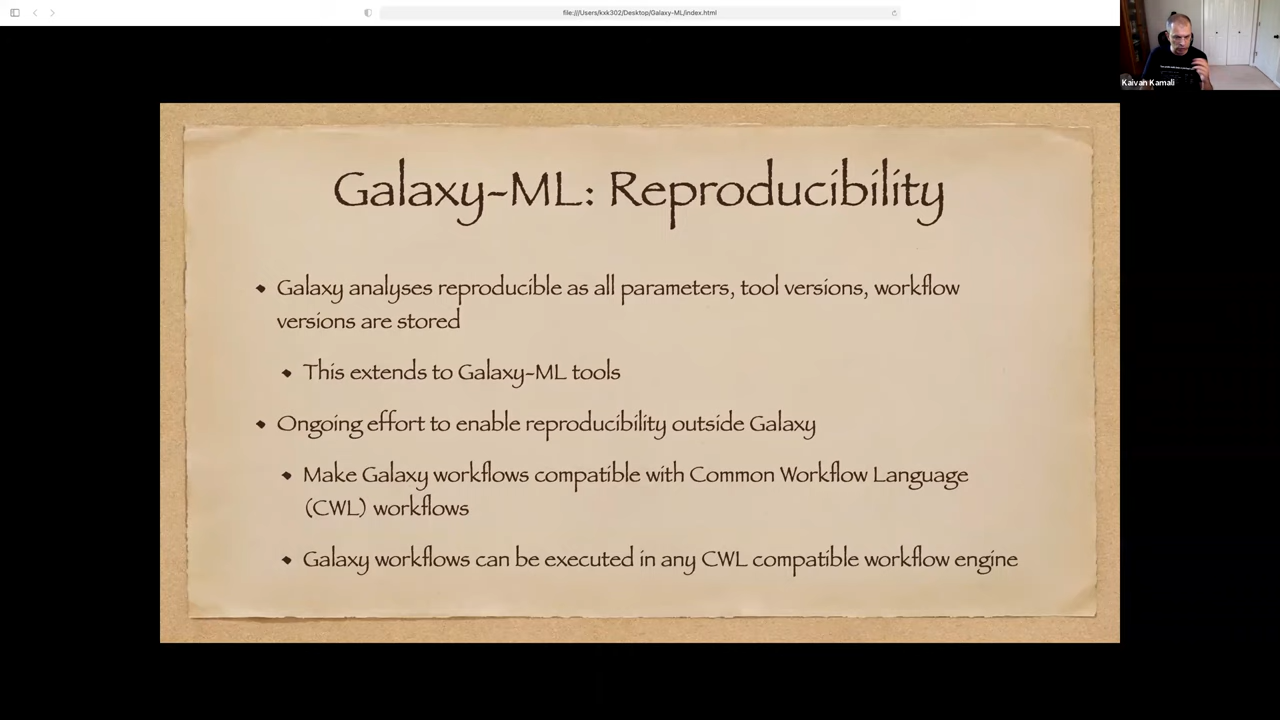 file:///Users/kxk302/Desktop/Galaxy-ML/index.html
Kaivan Kamali
Galaxy-ML: Reproducibility
Galaxy analyses reproducible as all parameters, tool versions, workflow
versions are stored
This extends to Galaxy-ML tools
Ongoing effort to enable reproducibility outside Galaxy
Make Galaxy workflows compatible with Common Workflow Language
(CWL) workflows
Galaxy workflows can be executed in any CWL compatible workflow engine